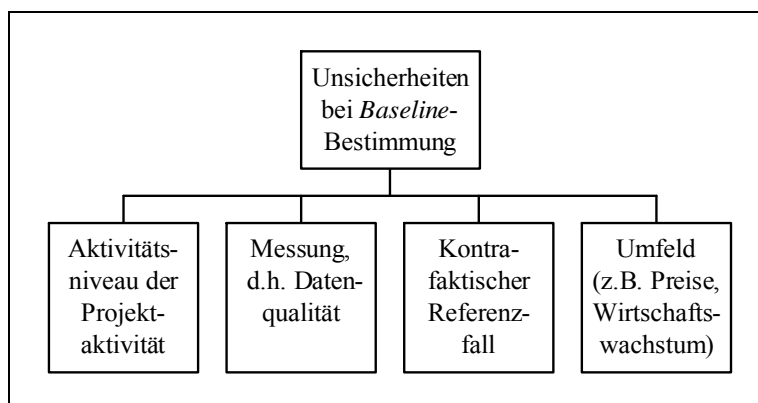 Unsicherheiten
bei Baseline-
Bestimmung
Aktivitäts-
niveau der
Projekt-
aktivität
Messung,
d.h. Daten-
qualität
Kontra-
faktischer
Referenz-
fall
Umfeld
(z.B. Preise,
Wirtschafts-
wachstum)